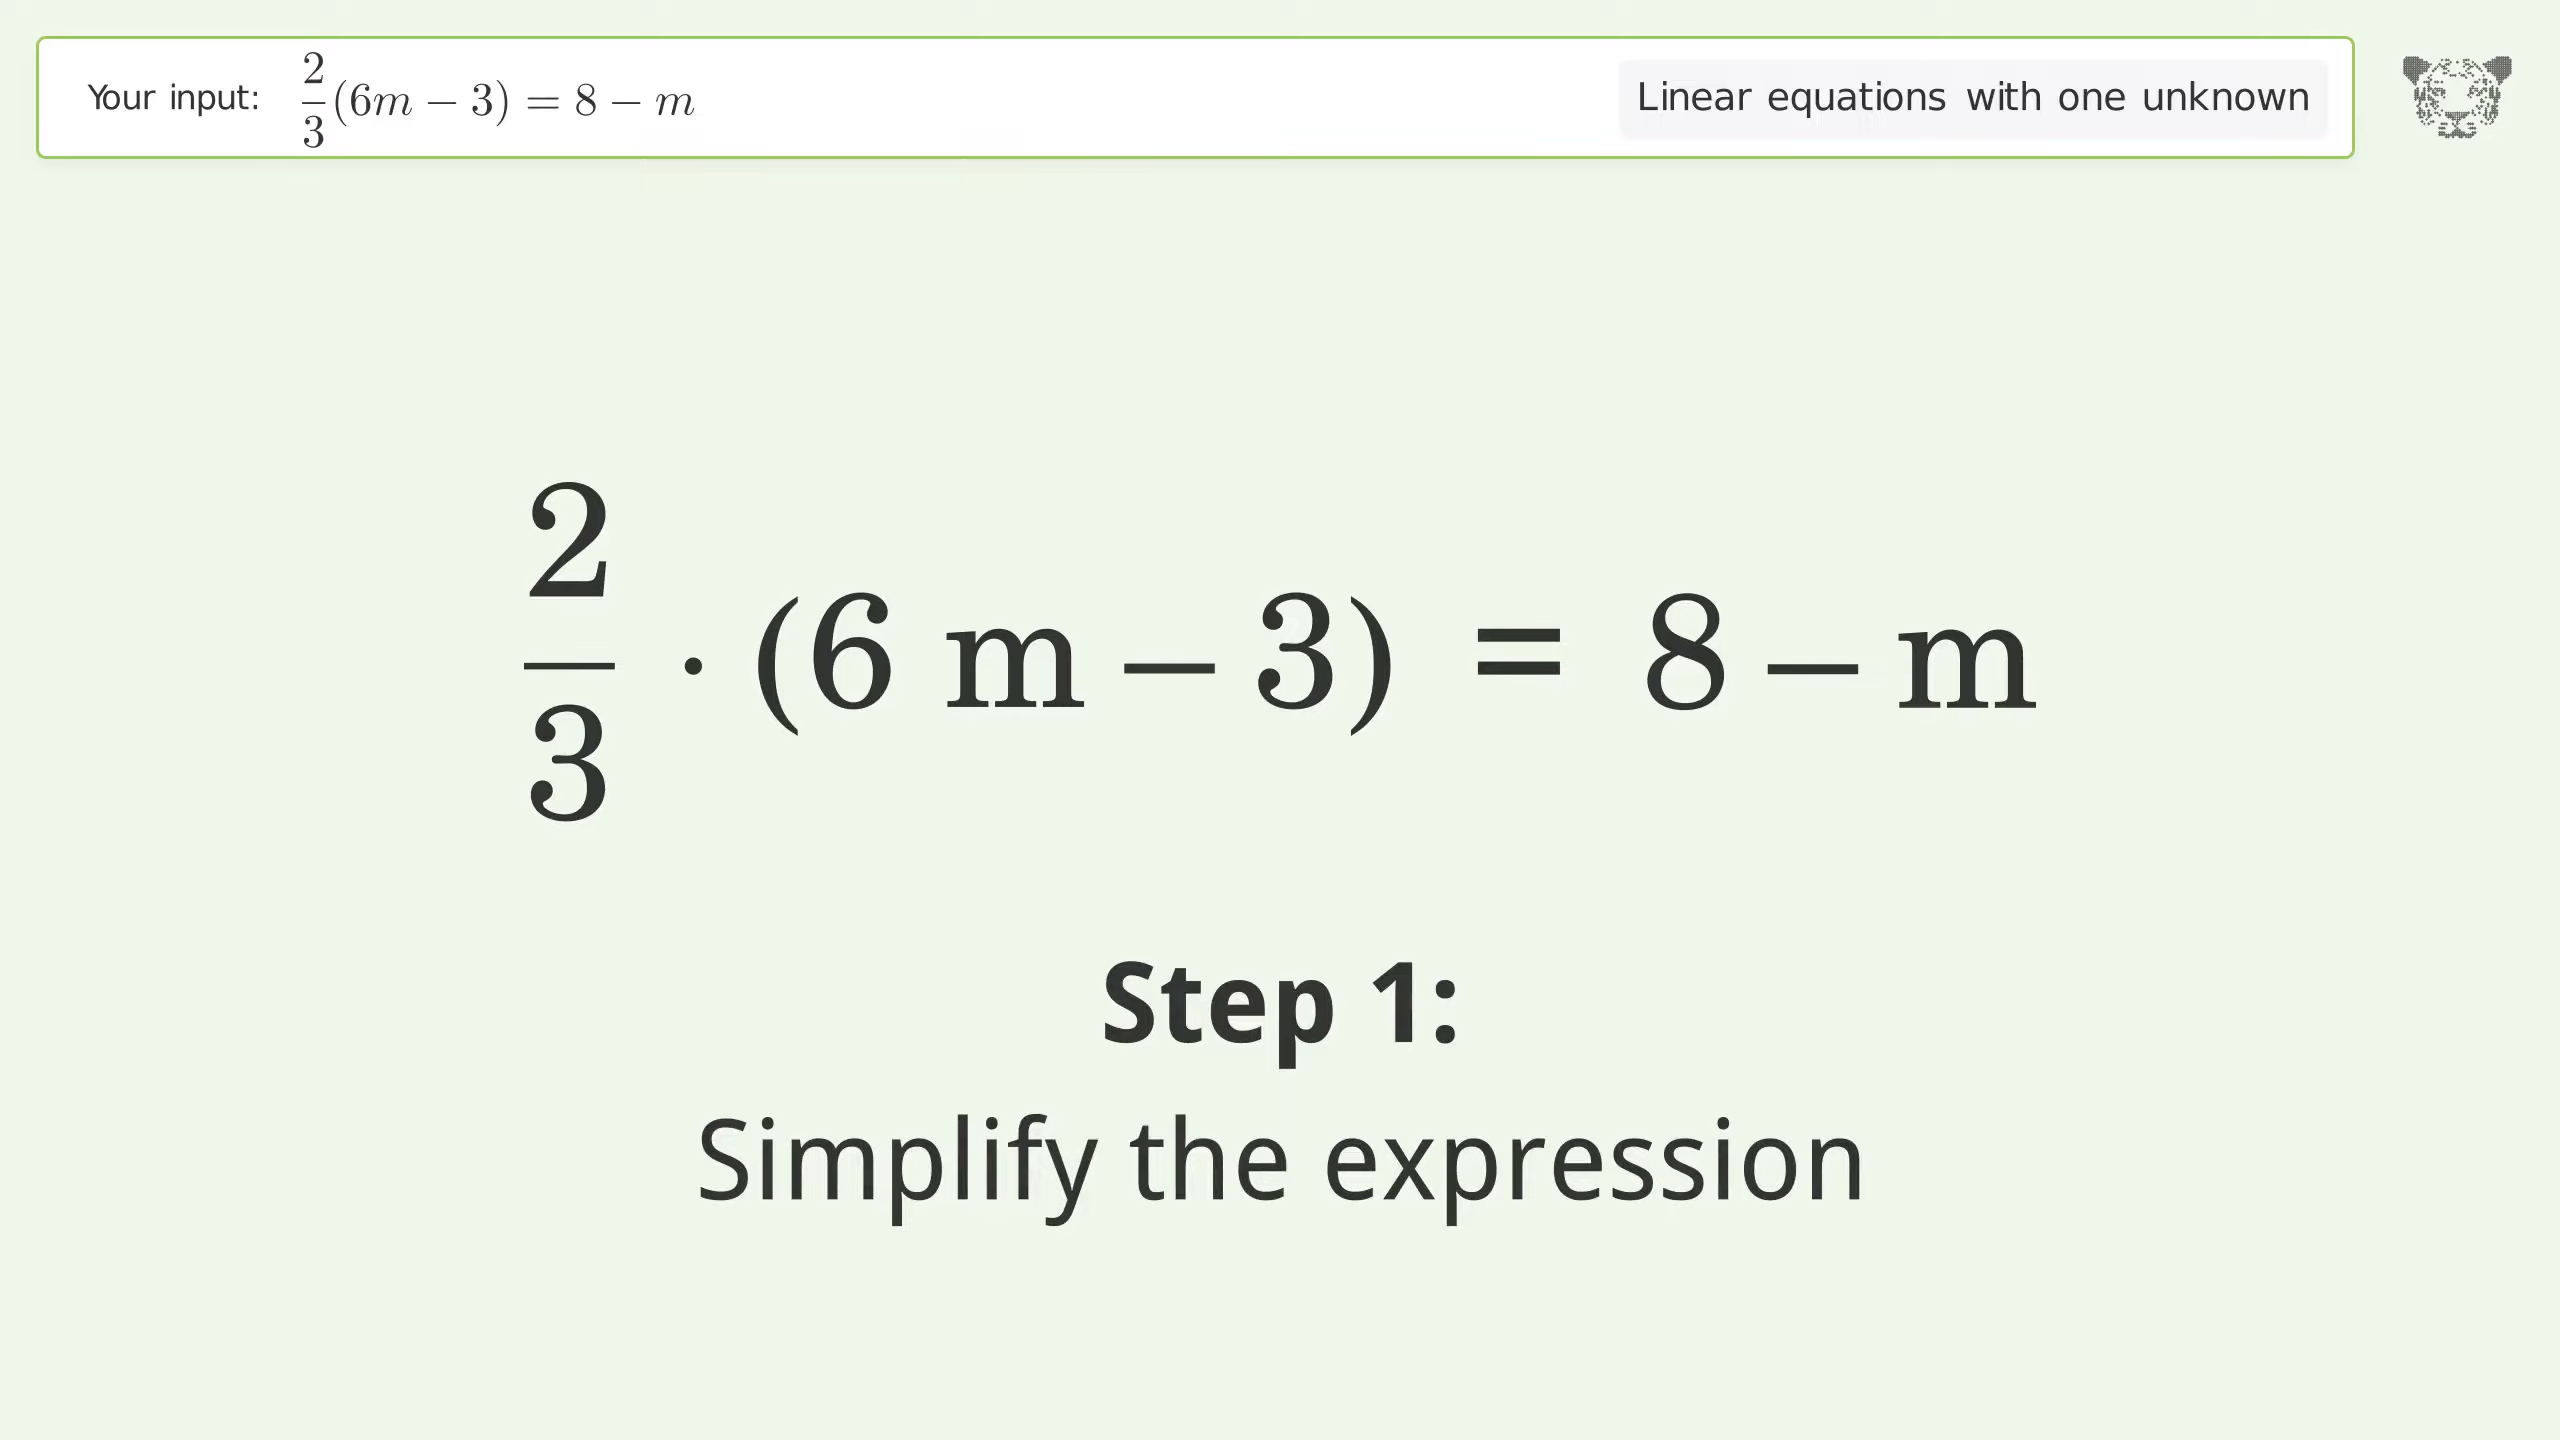 Your input: 2/3(6m − 3) = 8 − m
Linear equations with one unknown
2/3 · (6 m – 3) = 8 – m
Step 1:
Simplify the expression